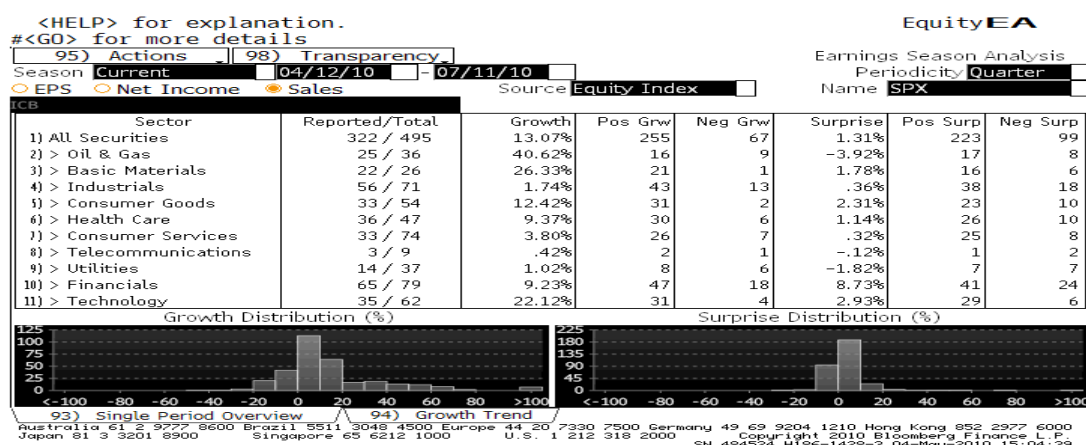 <HELP> for explanation. Equity EA
#<GO> for more details
95) Actions 98) Transparency Earnings Season Analysis
Season Current 04/12/10 - 07/11/10 Periodicity Quarter
EPS Net Income Sales Source Equity Index Name SPX
ICB
Sector Reported/Total Growth Pos Grw Neg Grw Surprise Pos Surp Neg Surp
1) All Securities 322 / 495 13.07% 255 67 1.31% 223 99
2) > Oil & Gas 25 / 36 40.62% 16 9 -3.92% 17 8
3) > Basic Materials 22 / 26 26.33% 21 1 1.78% 16 6
4) > Industrials 56 / 71 1.74% 43 13 .36% 38 18
5) > Consumer Goods 33 / 54 12.42% 31 2 2.31% 23 10
6) > Health Care 36 / 47 9.37% 30 6 1.14% 26 10
7) > Consumer Services 33 / 74 3.80% 26 7 .32% 25 8
8) > Telecommunications 3 / 9 .42% 2 1 -.12% 1 2
9) > Utilities 14 / 37 1.02% 8 6 -1.82% 7 7
10) > Financials 65 / 79 9.23% 47 18 8.73% 41 24
11) > Technology 35 / 62 22.12% 31 4 2.93% 29 6
Growth Distribution (%) Surprise Distribution (%)
125 225
100 180
75 135
50 90
25 45
0 0
<-100 -80 -60 -40 -20 0 20 40 60 80 >100 <-100 -80 -60 -40 -20 0 20 40 60 80 >100
93) Single Period Overview 94) Growth Trend
Australia 61 2 9777 8600 Brazil 5511 3048 4500 Europe 44 20 7330 7500 Germany 49 69 9204 1210 Hong Kong 852 2977 6000
Japan 81 3 3201 8900 Singapore 65 6212 1000 U.S. 1 212 318 2000 Copyright 2010 Bloomberg Finance L.P.